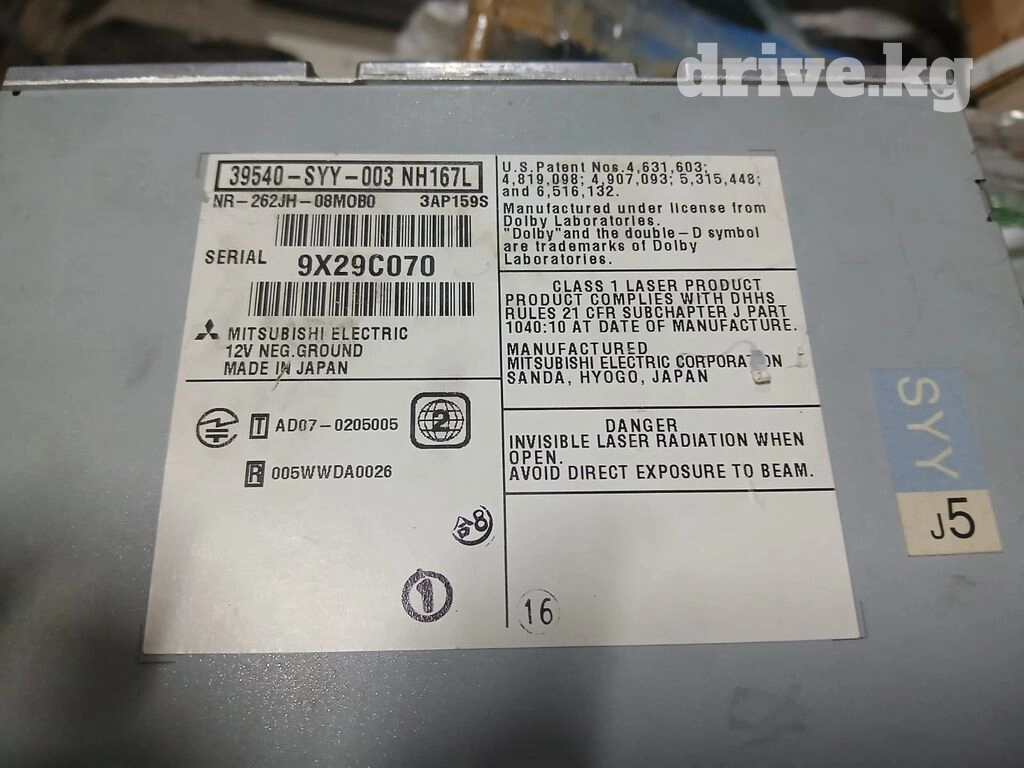 drive.kg
39540-SYY-003 NH167L
NR-262JH-08MOBO 3AP159S
SERIAL 9X29C070
MITSUBISHI ELECTRIC
12V NEG.GROUND
MADE IN JAPAN
T AD07-0205005
2
R 005WWDA0026
合8
1
U.S.Patent Nos.4,631,603;
4,819,098; 4,907,093; 5,315,448;
and 6,516,132.
Manufactured under license from
Dolby Laboratories.
"Dolby"and the double-D symbol
are trademarks of Dolby
Laboratories.
CLASS 1 LASER PRODUCT
PRODUCT COMPLIES WITH DHHS
RULES 21 CFR SUBCHAPTER J PART
1040:10 AT DATE OF MANUFACTURE.
MANUFACTURED
MITSUBISHI ELECTRIC CORPORATION
SANDA, HYOGO, JAPAN
DANGER
INVISIBLE LASER RADIATION WHEN
OPEN.
AVOID DIRECT EXPOSURE TO BEAM.
16
SYY
J5